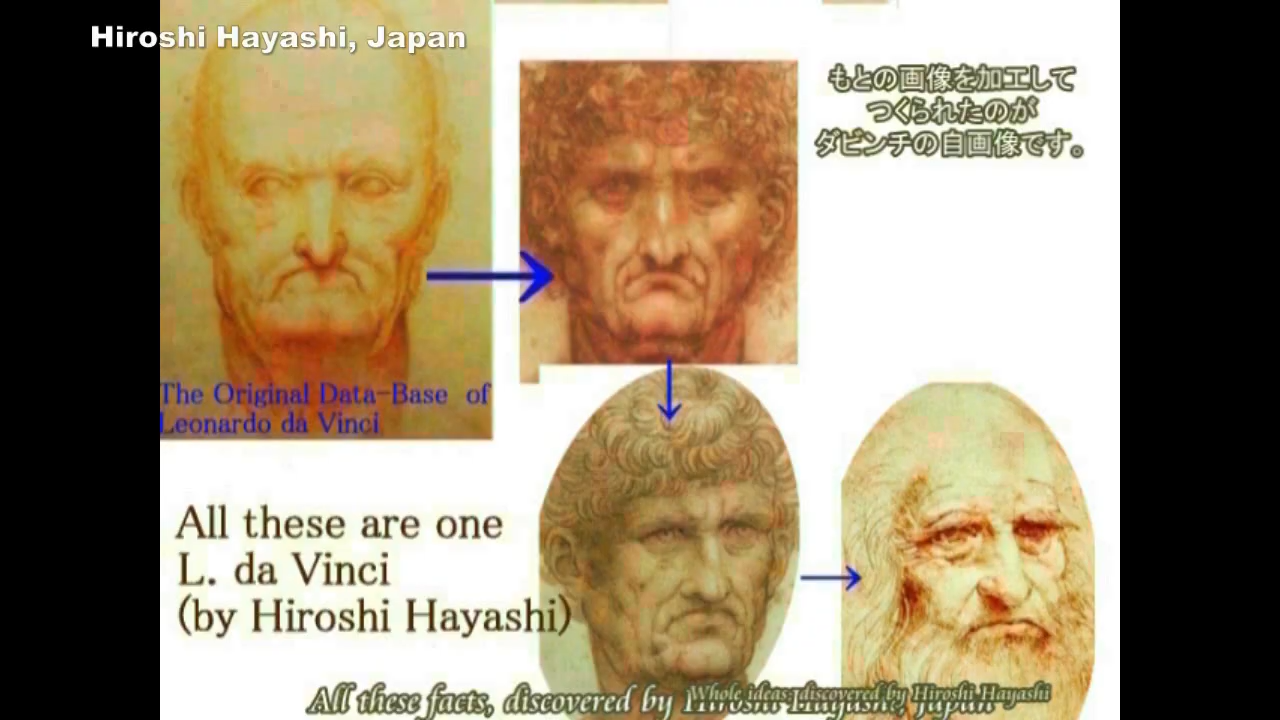 Hiroshi Hayashi, Japan
もとの画像を加工して
つくられたのが
ダビンチの自画像です。
The Original Data-Base of
Leonardo da Vinci
All these are one
L. da Vinci
(by Hiroshi Hayashi)
All these facts, discovered by Hiroshi Hayashi, Japan
Whole ideas, discovered by Hiroshi Hayashi